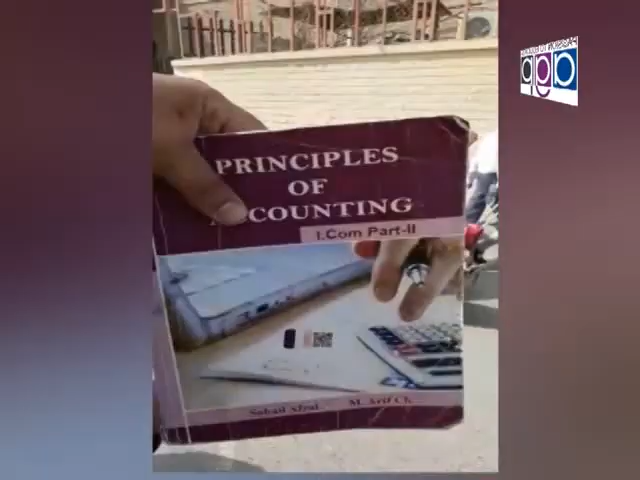 PRINCIPLES
OF
COUNTING
I.Com Part-II
Sohail Afzal M. Arif Ch.